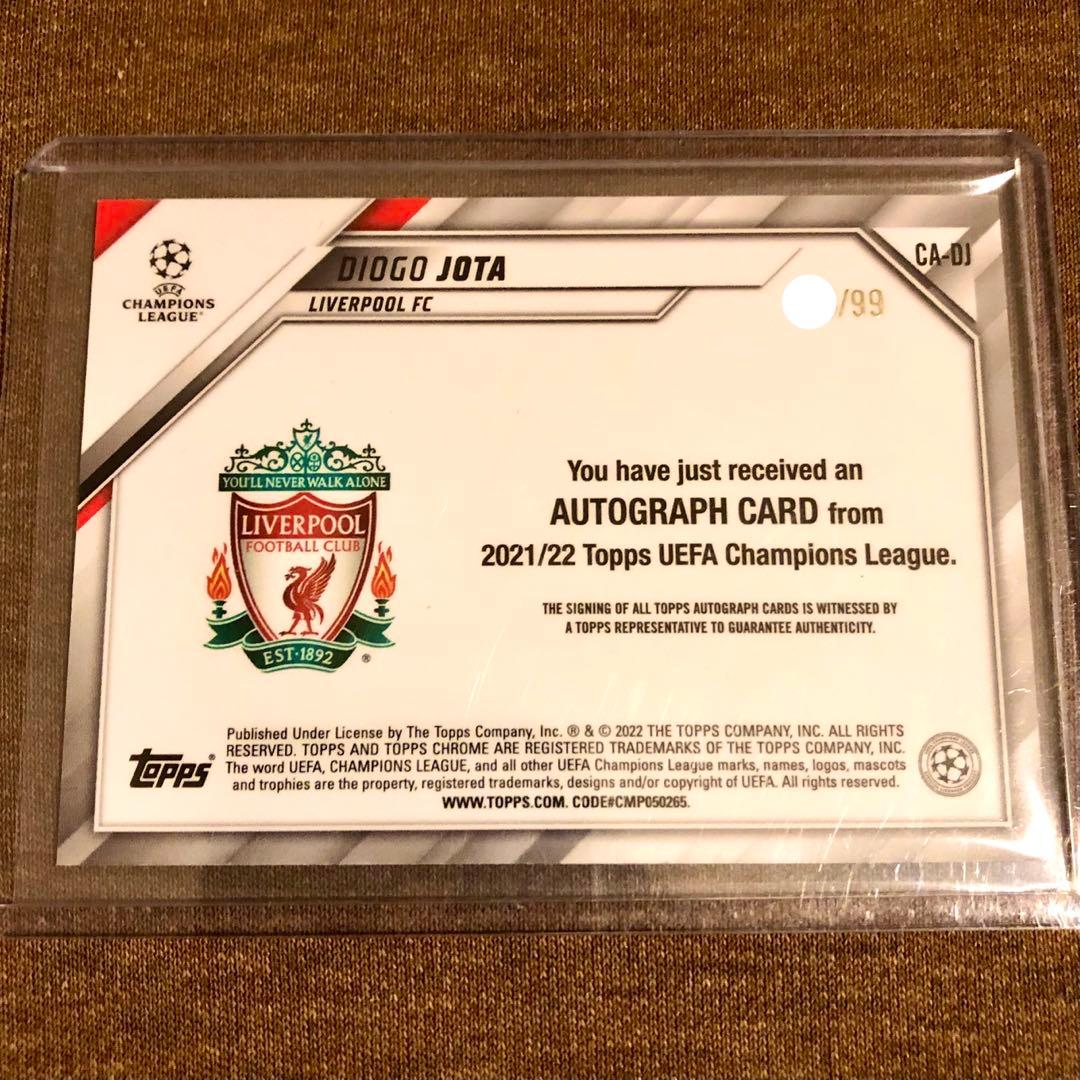 UEFA
CHAMPIONS
LEAGUE®
DIOGO JOTA
LIVERPOOL FC
CA-DJ
/99
YOU'LL NEVER WALK ALONE
LIVERPOOL
FOOTBALL CLUB
EST·1892
®
You have just received an
AUTOGRAPH CARD from
2021/22 Topps UEFA Champions League.
THE SIGNING OF ALL TOPPS AUTOGRAPH CARDS IS WITNESSED BY
A TOPPS REPRESENTATIVE TO GUARANTEE AUTHENTICITY.
topps®
Published Under License by The Topps Company, Inc. ® & © 2022 THE TOPPS COMPANY, INC. ALL RIGHTS
RESERVED. TOPPS AND TOPPS CHROME ARE REGISTERED TRADEMARKS OF THE TOPPS COMPANY, INC.
The word UEFA, CHAMPIONS LEAGUE, and all other UEFA Champions League marks, names, logos, mascots
and trophies are the property, registered trademarks, designs and/or copyright of UEFA. All rights reserved.
WWW.TOPPS.COM. CODE#CMP050265.